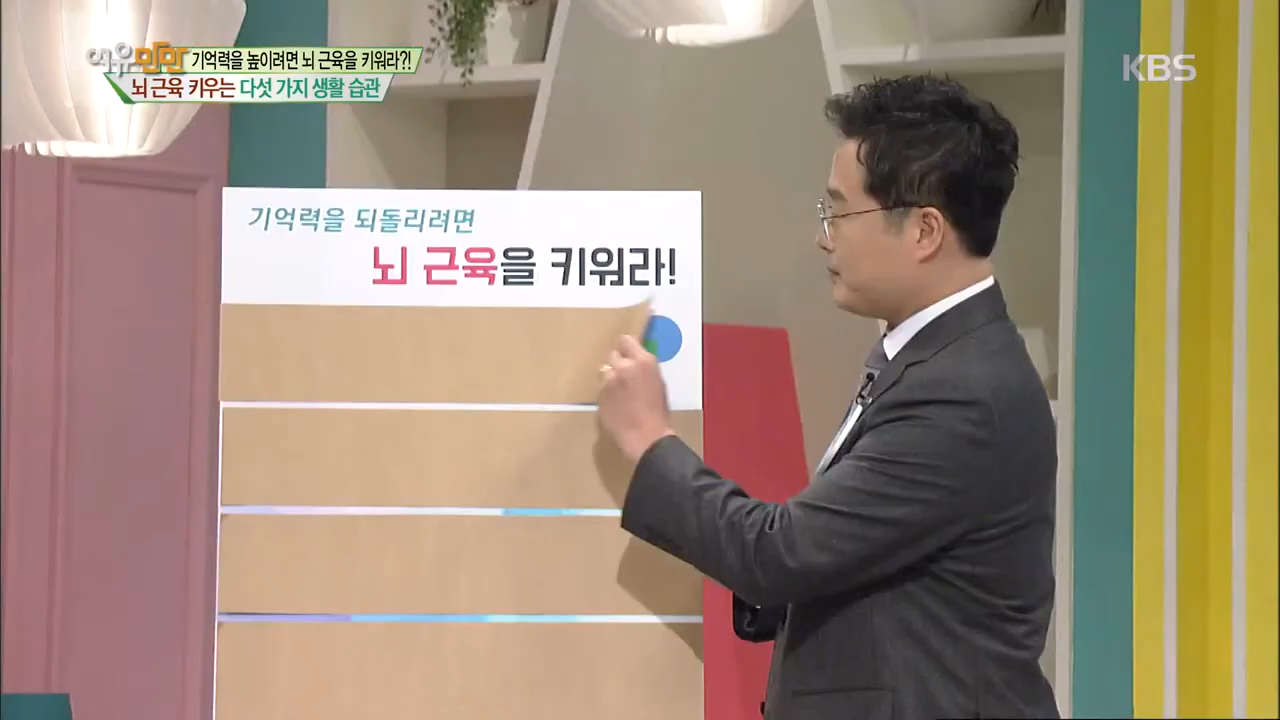 여유만만
기억력을 높이려면 뇌 근육을 키워라?!
뇌 근육 키우는 다섯 가지 생활 습관
KBS
기억력을 되돌리려면
뇌 근육을 키워라!